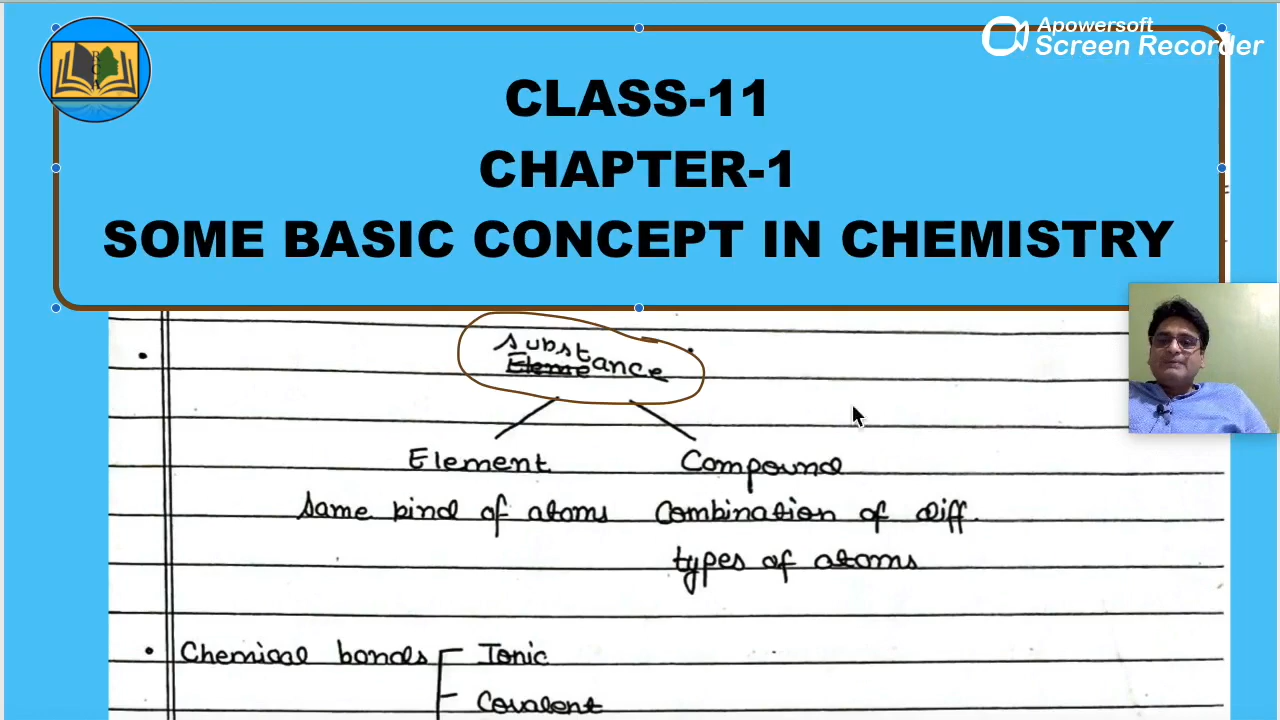 Apowersoft
Screen Recorder
CLASS-11
CHAPTER-1
SOME BASIC CONCEPT IN CHEMISTRY
Substance
Element
Compound
Same kind of atoms
Combination of diff.
types of atoms
• Chemical bonds
Ionic
Covalent